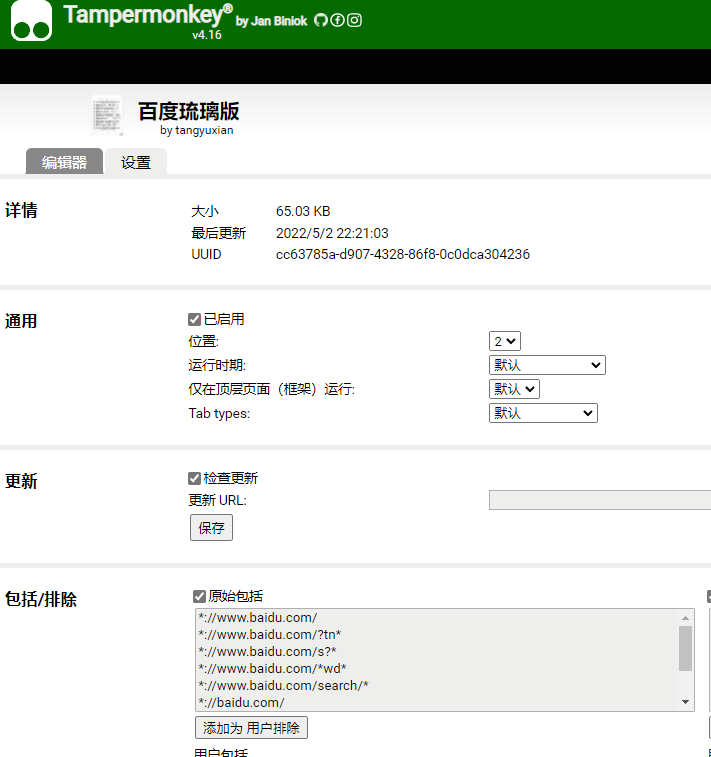 Tampermonkey® by Jan Biniok
v4.16
百度琉璃版
by tangyuxian
编辑器 设置
详情
大小 65.03 KB
最后更新 2022/5/2 22:21:03
UUID cc63785a-d907-4328-86f8-0c0dca304236
通用
已启用
位置: 2
运行时期: 默认
仅在顶层页面（框架）运行: 默认
Tab types: 默认
更新
检查更新
更新 URL:
保存
包括/排除
原始包括
*://www.baidu.com/
*://www.baidu.com/?tn*
*://www.baidu.com/s?*
*://www.baidu.com/*wd*
*://www.baidu.com/search/*
*://baidu.com/
添加为 用户排除
用户包括